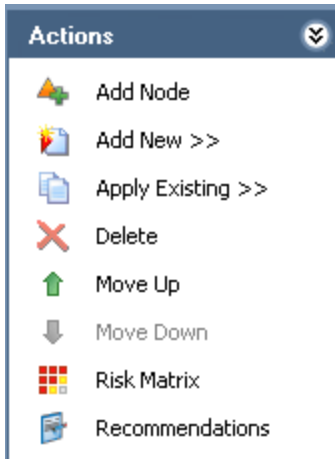 Actions
Add Node
Add New >>
Apply Existing >>
Delete
Move Up
Move Down
Risk Matrix
Recommendations